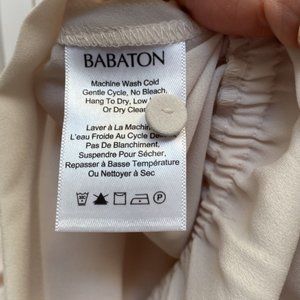 BABATON
Machine Wash Cold
Gentle Cycle, No Bleach,
Hang To Dry, Low
Or Dry Clean
Laver à La Machine
L'eau Froide Au Cycle
Pas De Blanchiment,
Suspendre Pour Sécher,
Repasser à Basse Température
Ou Nettoyer à Sec
P